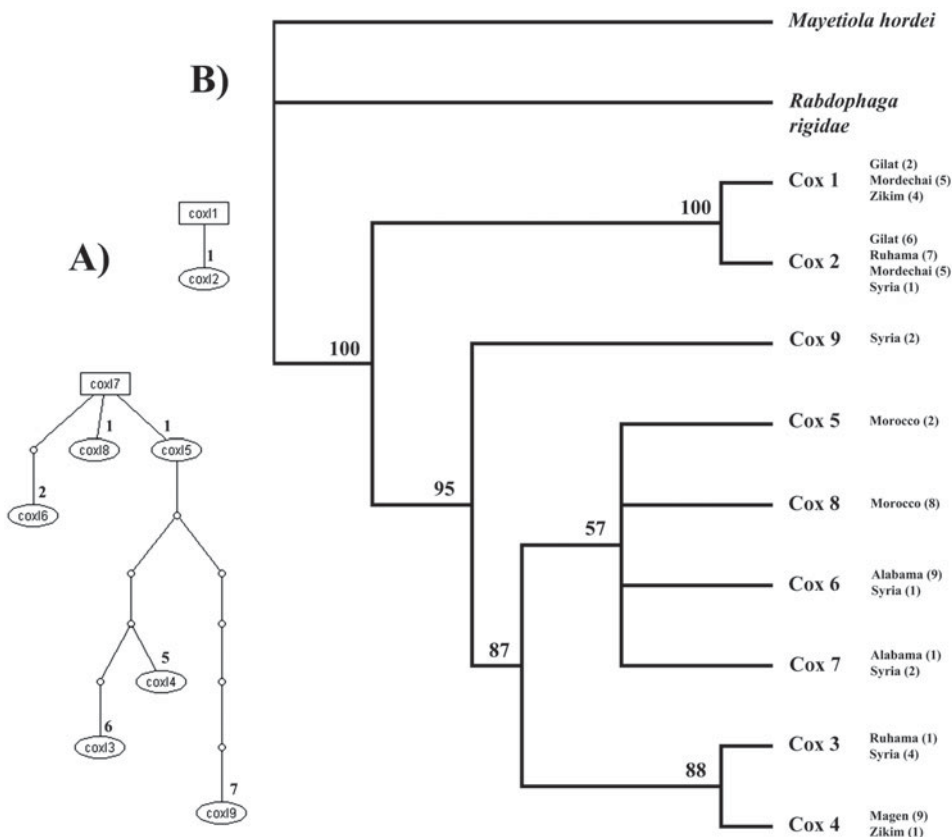 A)
coxI1
1
coxI2
coxI7
1
1
coxI8
coxI5
2
coxI6
5
coxI4
6
coxI3
7
coxI9
B)
Mayetiola hordei
Rabdophaga
rigidae
100
Cox 1
Gilat (2)
Mordechai (5)
Zikim (4)
Cox 2
Gilat (6)
Ruhama (7)
Mordechai (5)
Syria (1)
100
Cox 9
Syria (2)
95
Cox 5
Morocco (2)
57
Cox 8
Morocco (8)
Cox 6
Alabama (9)
Syria (1)
87
Cox 7
Alabama (1)
Syria (2)
Cox 3
Ruhama (1)
Syria (4)
88
Cox 4
Magen (9)
Zikim (1)